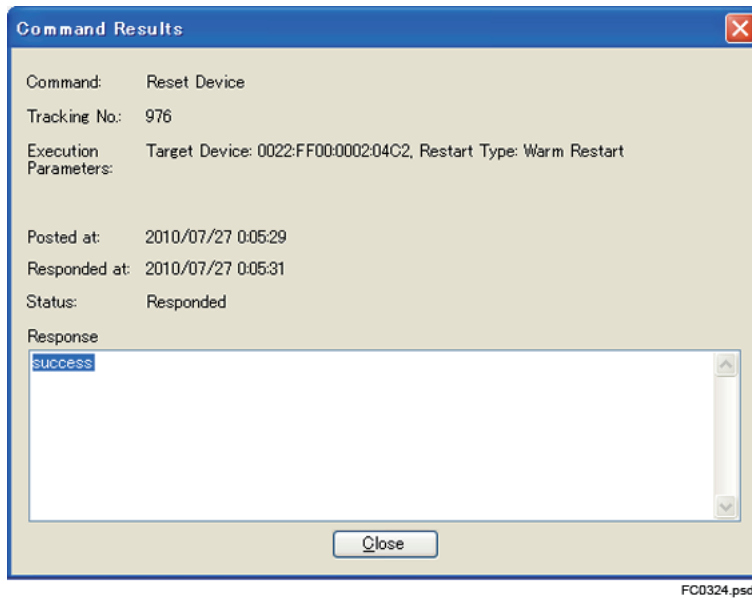 Command Results
Command: Reset Device
Tracking No.: 976
Execution Parameters: Target Device: 0022:FF00:0002:04C2, Restart Type: Warm Restart
Posted at: 2010/07/27 0:05:29
Responded at: 2010/07/27 0:05:31
Status: Responded
Response
success
Close
FC0324.psd